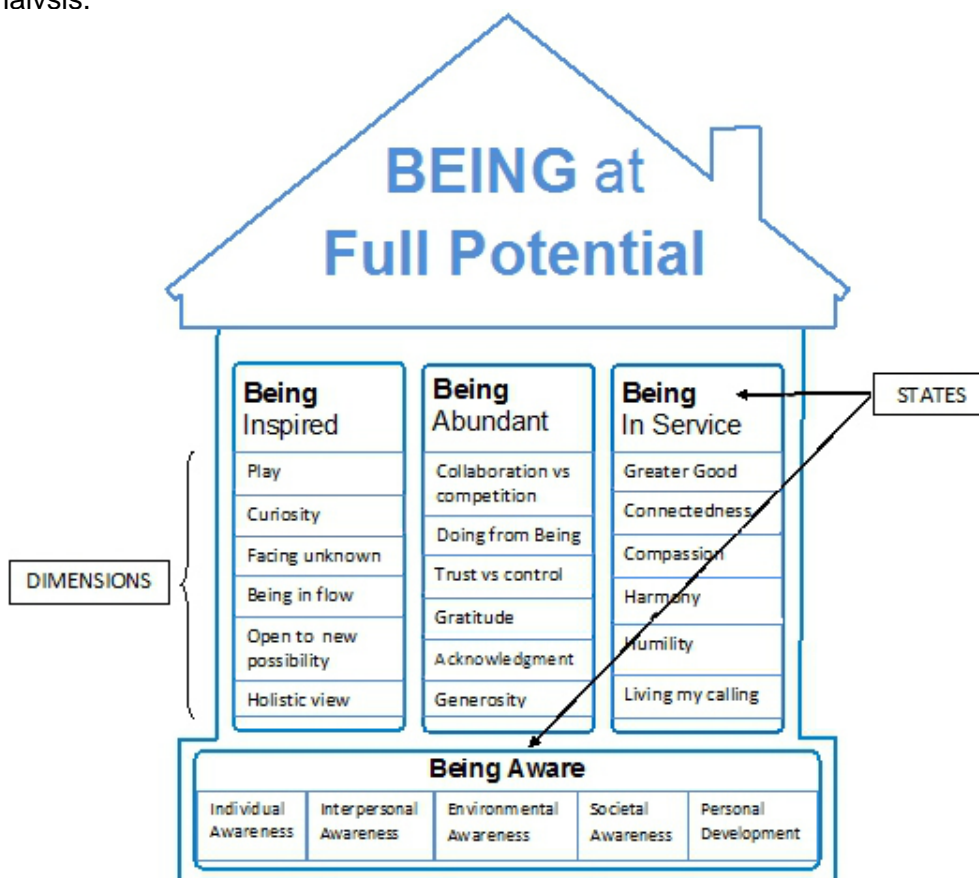 BEING at
Full Potential
Being
Inspired
Play
Curiosity
Facing unknown
Being in flow
Open to new
possibility
Holistic view
Being
Abundant
Collaboration vs
competition
Doing from Being
Trust vs control
Gratitude
Acknowledgment
Generosity
Being
In Service
Greater Good
Connectedness
Compassion
Harmony
Humility
Living my calling
STATES
DIMENSIONS
Being Aware
Individual
Awareness
Interpersonal
Awareness
Environmental
Awareness
Societal
Awareness
Personal
Development